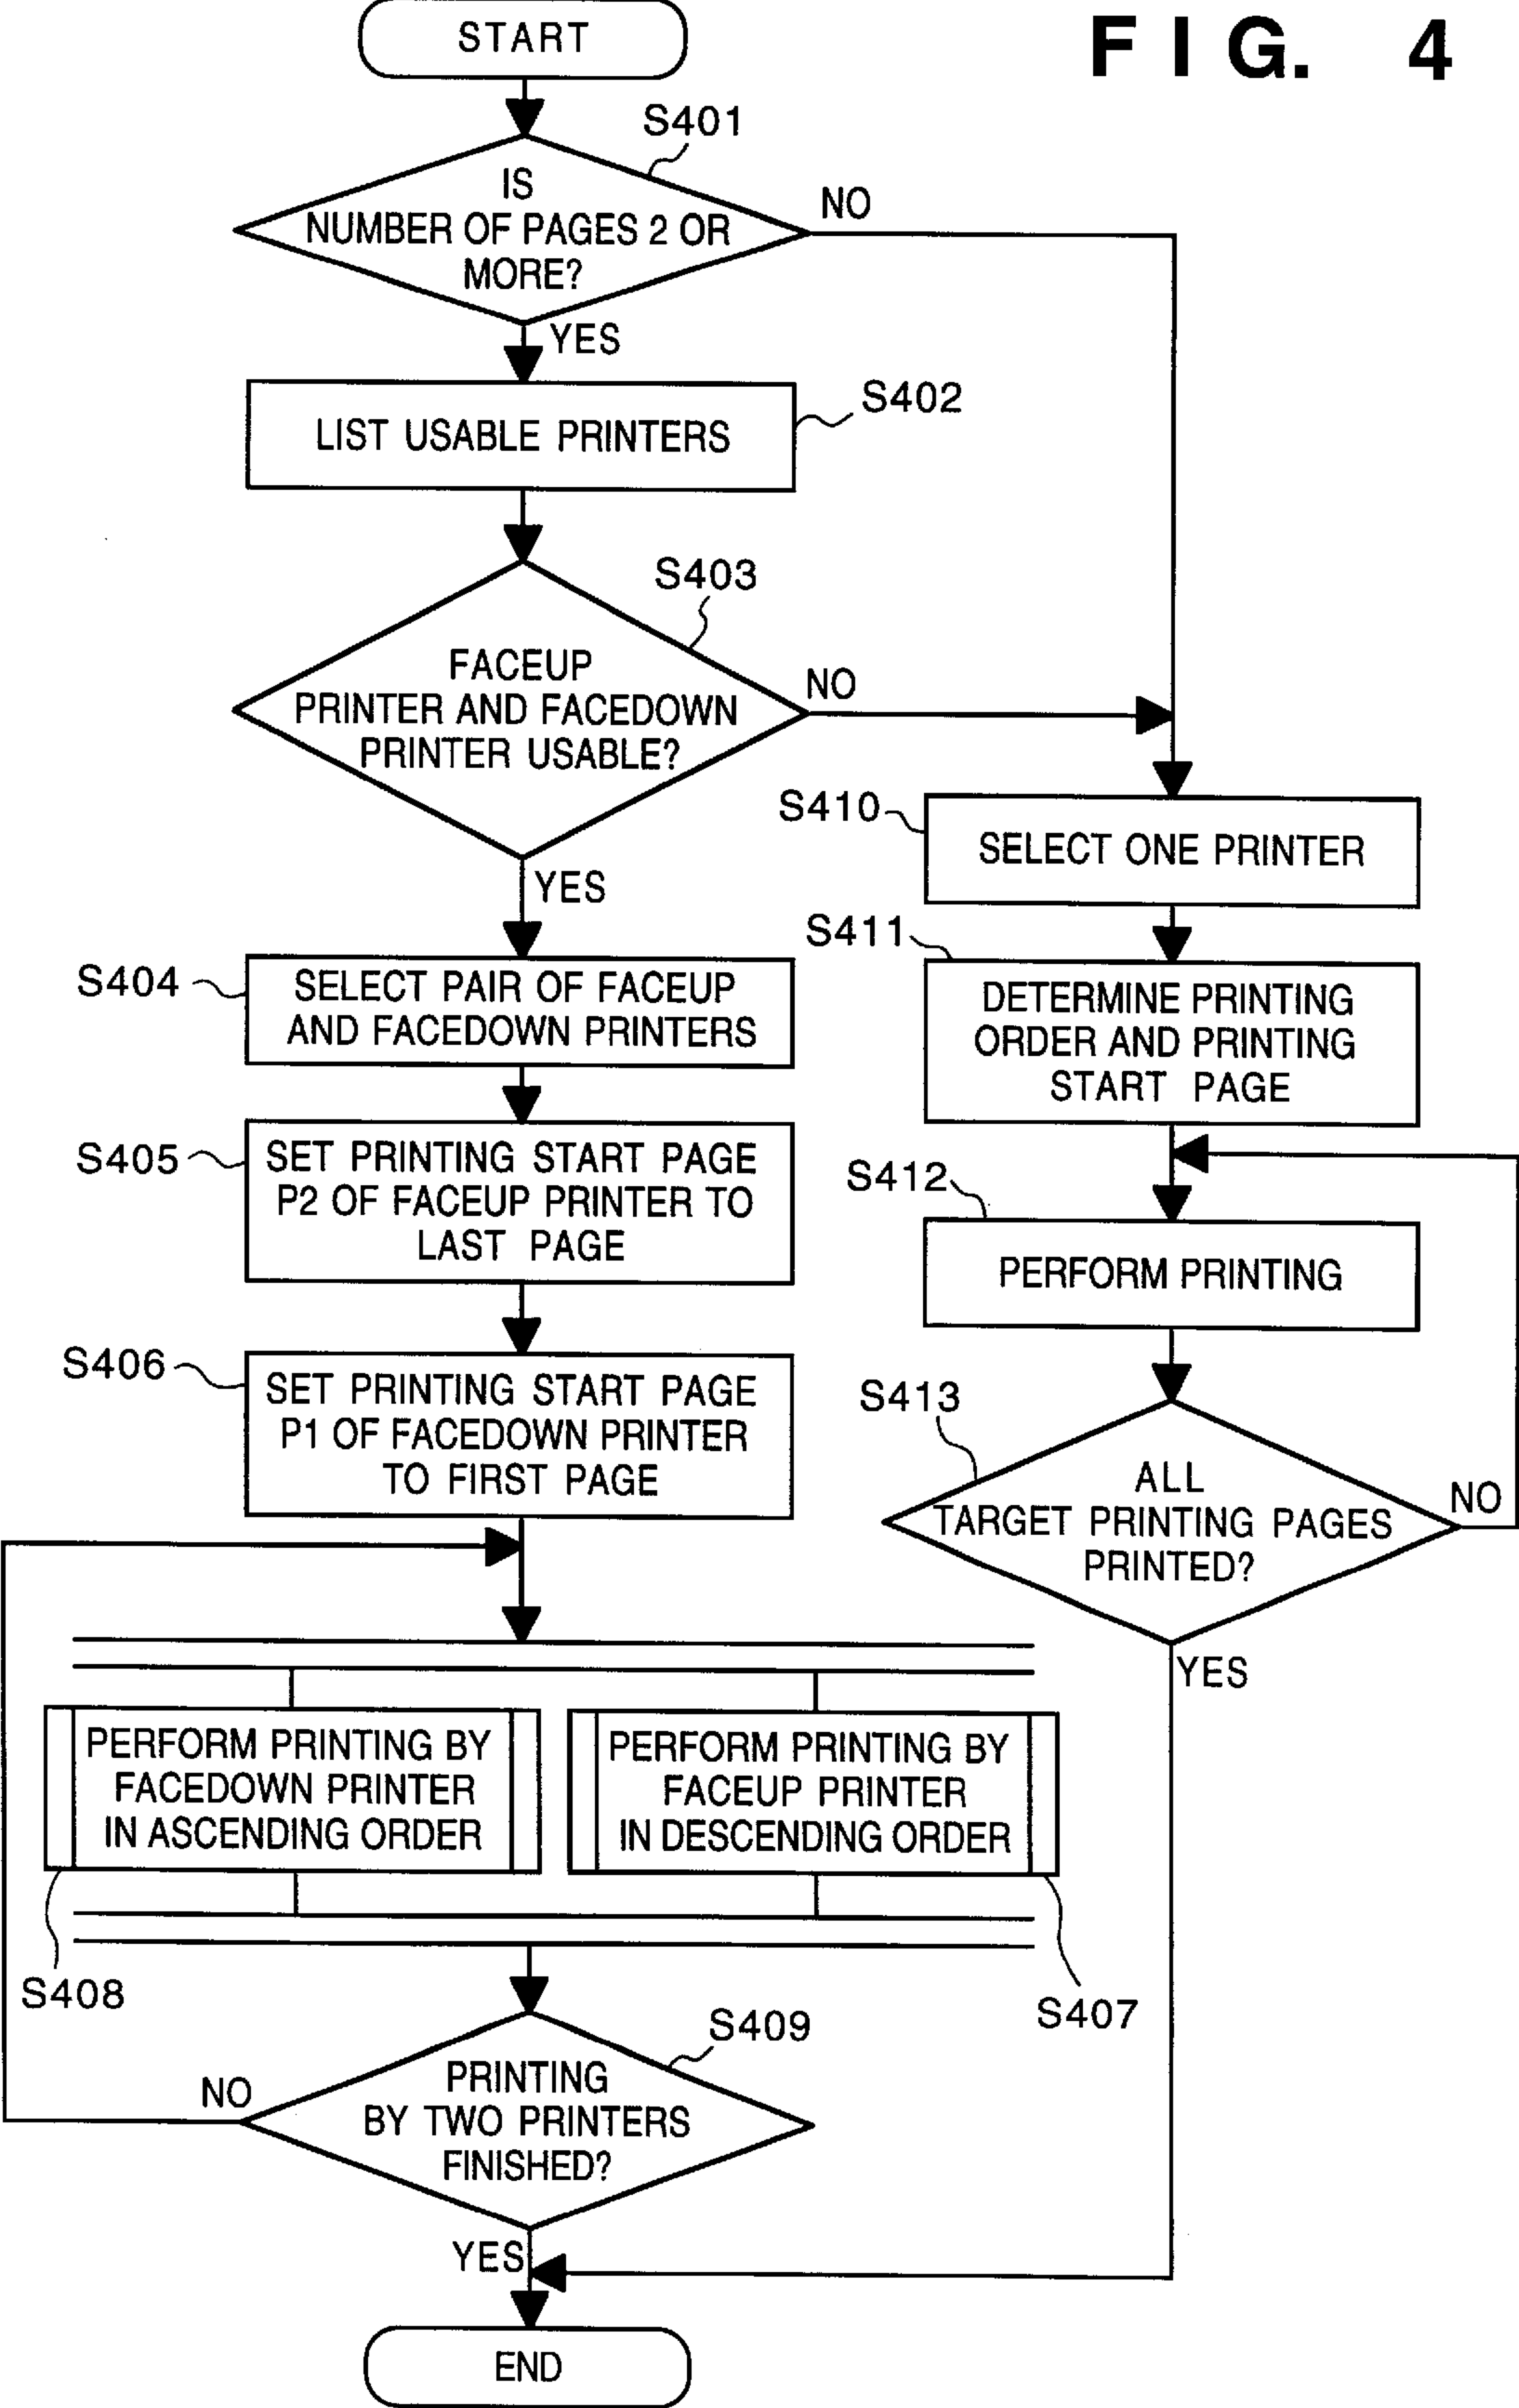 FIG. 4
START
S401
IS
NUMBER OF PAGES 2 OR
MORE?
NO
YES
S402
LIST USABLE PRINTERS
S403
FACEUP
PRINTER AND FACEDOWN
PRINTER USABLE?
NO
YES
S404
SELECT PAIR OF FACEUP
AND FACEDOWN PRINTERS
S405
SET PRINTING START PAGE
P2 OF FACEUP PRINTER TO
LAST PAGE
S406
SET PRINTING START PAGE
P1 OF FACEDOWN PRINTER
TO FIRST PAGE
PERFORM PRINTING BY
FACEDOWN PRINTER
IN ASCENDING ORDER
S408
PERFORM PRINTING BY
FACEUP PRINTER
IN DESCENDING ORDER
S407
S409
PRINTING
BY TWO PRINTERS
FINISHED?
NO
YES
S410
SELECT ONE PRINTER
S411
DETERMINE PRINTING
ORDER AND PRINTING
START PAGE
S412
PERFORM PRINTING
S413
ALL
TARGET PRINTING PAGES
PRINTED?
NO
YES
END